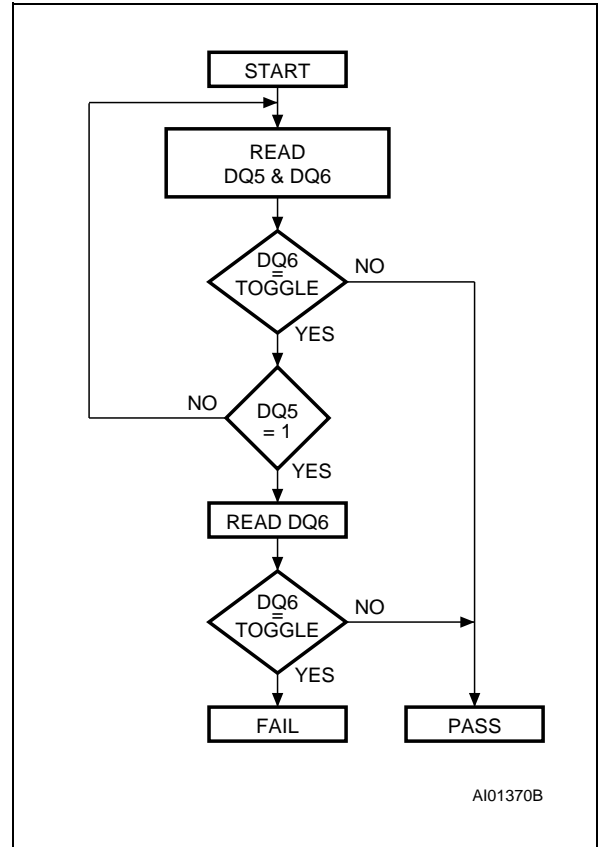 START
READ
DQ5 & DQ6
DQ6
=
TOGGLE
NO
YES
NO
DQ5
= 1
YES
READ DQ6
DQ6
=
TOGGLE
NO
YES
FAIL
PASS
AI01370B